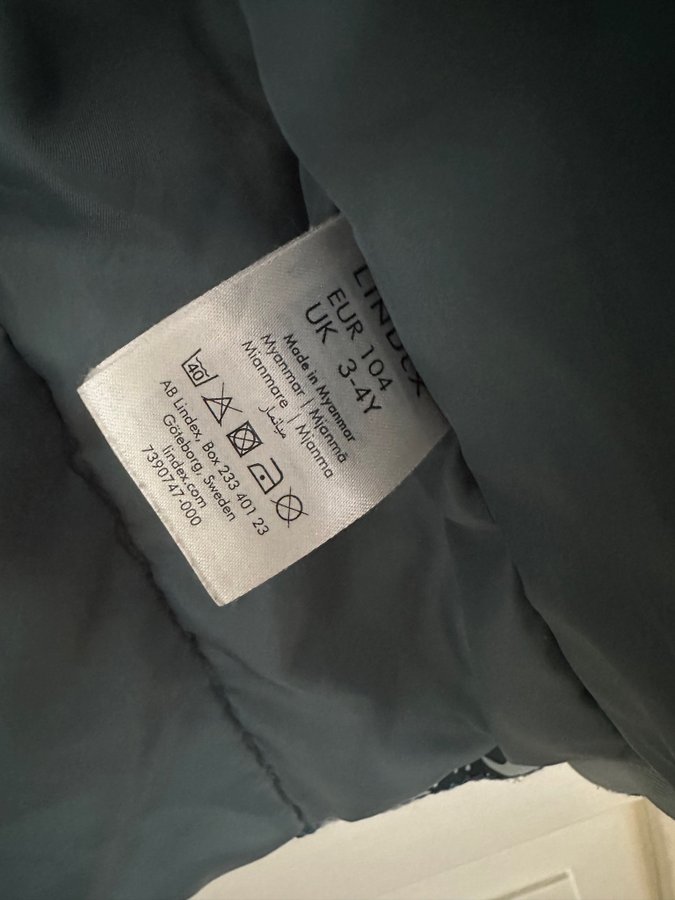 LINDEX
EUR 104
UK 3-4Y
Made in Myanmar
Myanmar | Mjanmā
Mianmare | ميانمار | Mjanma
40
AB Lindex, Box 233 401 23
Göteborg, Sweden
lindex.com
7390747-000